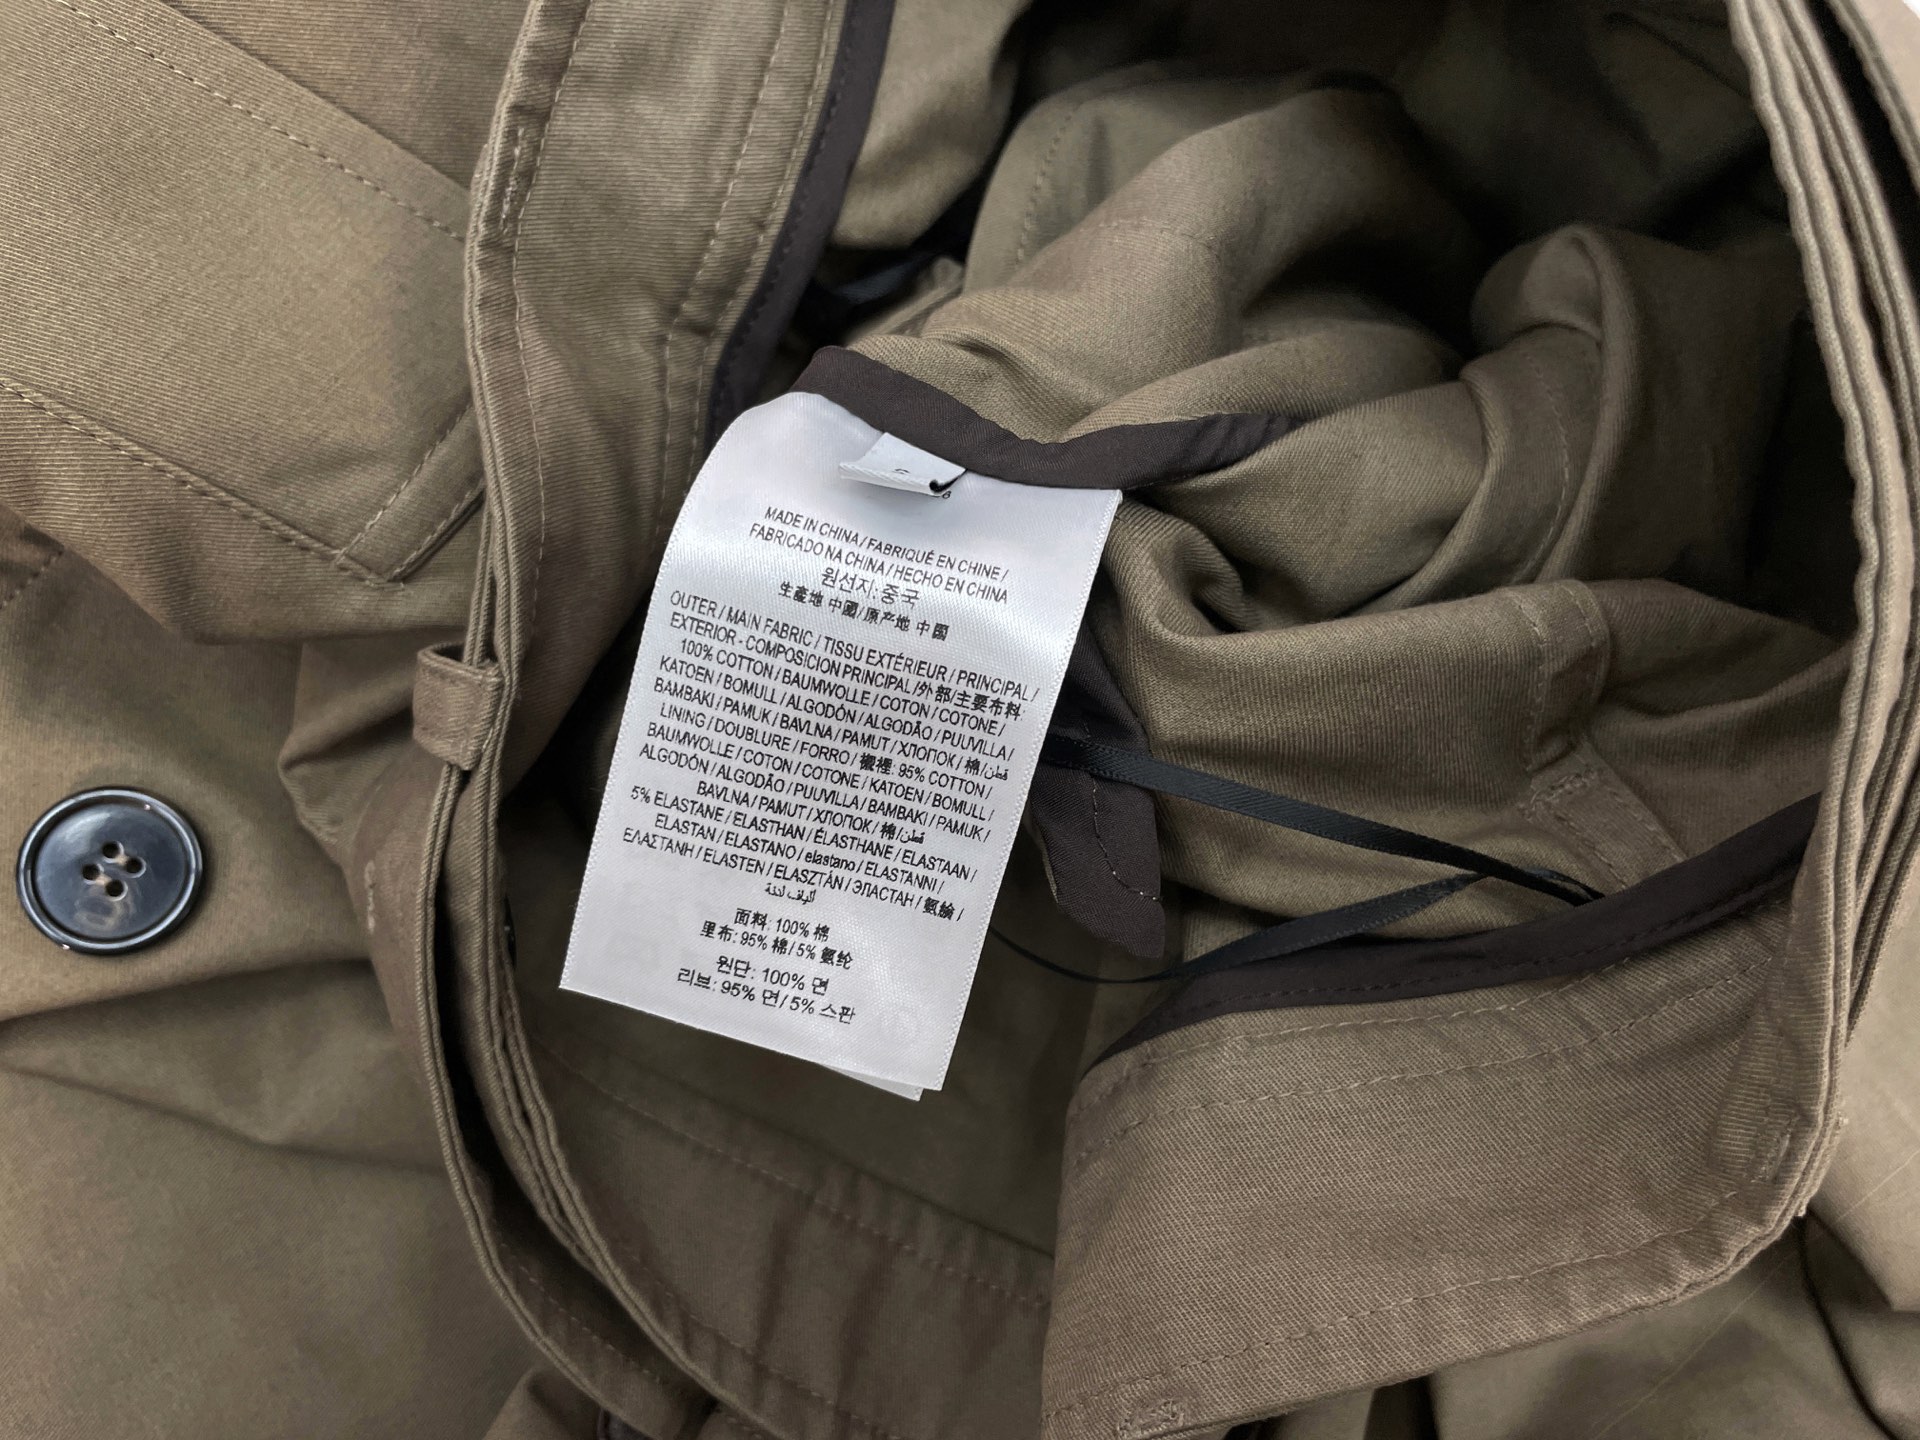 MADE IN CHINA / FABRIQUÉ EN CHINE /
FABRICADO NA CHINA / HECHO EN CHINA
원선지: 중국
生產地 中國/原产地 中國
OUTER / MAIN FABRIC / TISSU EXTÉRIEUR / PRINCIPAL /
EXTERIOR - COMPOSICION PRINCIPAL /外部/主要布料:
100% COTTON / BAUMWOLLE / COTON / COTONE /
KATOEN / BOMULL / ALGODÓN / ALGODÃO / PUUVILLA /
BAMBAKI / PAMUK / BAVLNA / PAMUT / ХЛОПОК / 棉/قطن
LINING / DOUBLURE / FORRO / 襯裡: 95% COTTON /
BAUMWOLLE / COTON / COTONE / KATOEN / BOMULL /
ALGODÓN / ALGODÃO / PUUVILLA / BAMBAKI / PAMUK /
BAVLNA / PAMUT / ХЛОПОК / 棉/قطن
5% ELASTANE / ELASTHAN / ÉLASTHANE / ELASTAAN /
ELASTAN / ELASTANO / elastano / ELASTANNI /
ΕΛΑΣΤΑΝΗ / ELASTEN / ELASZTÁN / ЭЛАСТАН / 氨綸 /
ألياف لدنة
面料: 100% 棉
里布: 95% 棉 / 5% 氨纶
원단: 100% 면
리브: 95% 면 / 5% 스판